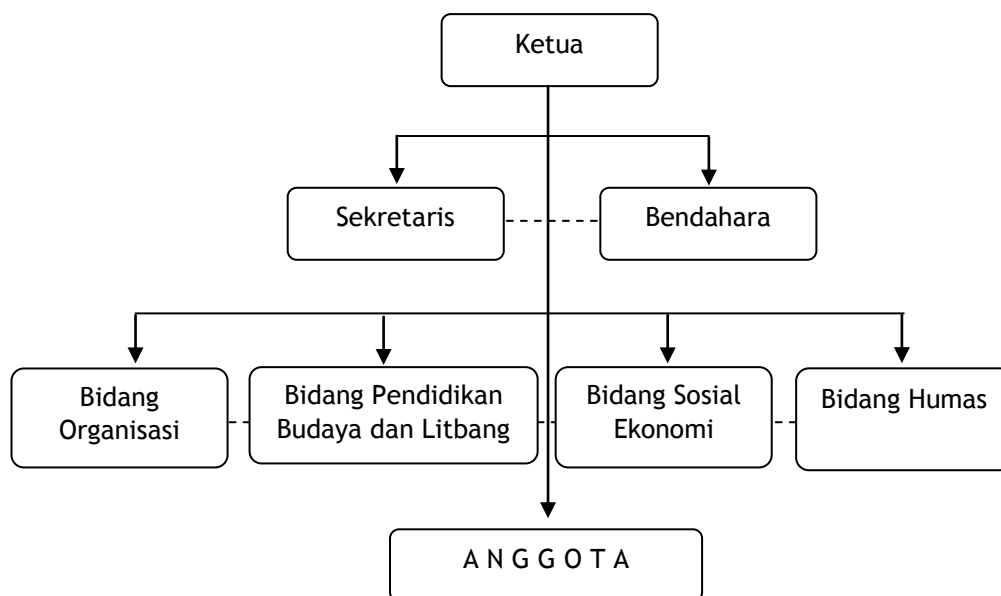 Ketua
Sekretaris
Bendahara
Bidang
Organisasi
Bidang Pendidikan
Budaya dan Litbang
Bidang Sosial
Ekonomi
Bidang Humas
A N G G O T A